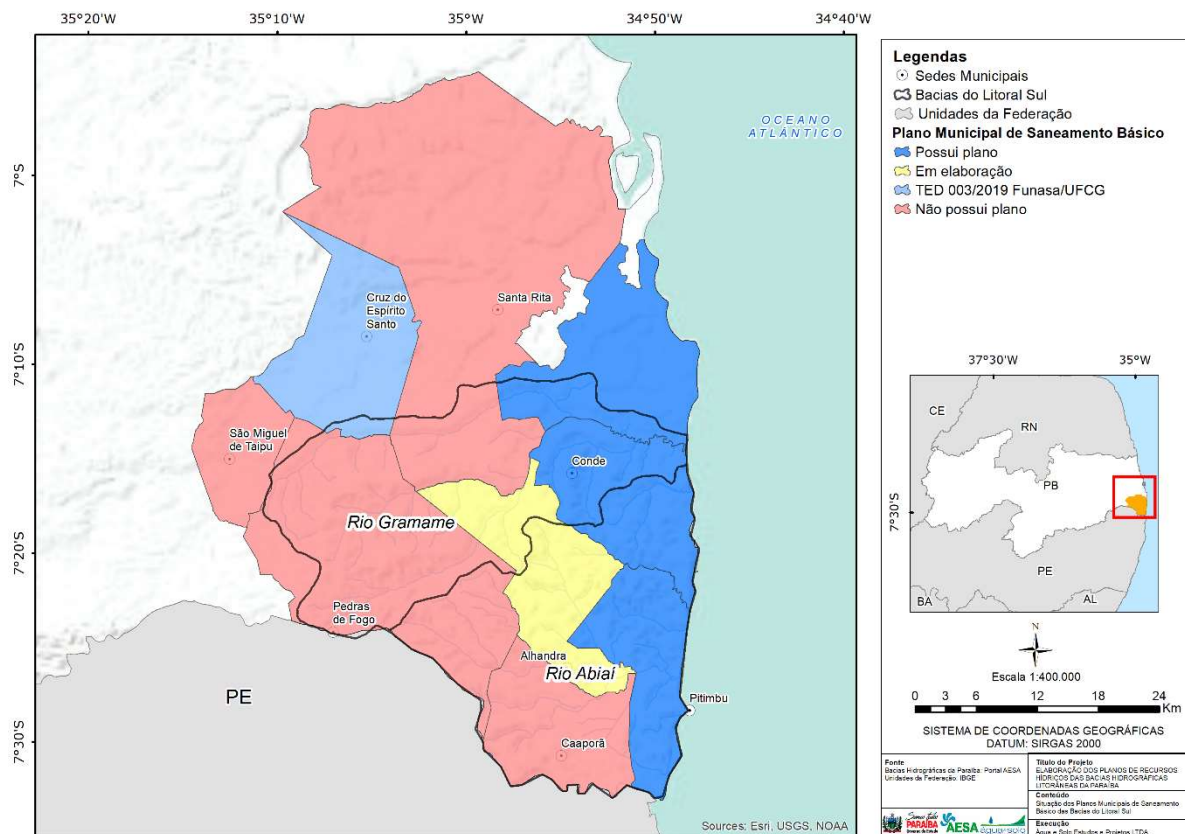 35°20'W
35°10'W
35°0'W
34°50'W
34°40'W
7°S
7°10'S
7°20'S
7°30'S
OCEANO
ATLÂNTICO
Cruz do
Espírito
Santo
Santa Rita
São Miguel
de Taipu
Conde
Rio Gramame
Pedras
de Fogo
Alhandra
Rio Abiaí
PE
Pitimbu
Caaporã
Sources: Esri, USGS, NOAA
Legendas
Sedes Municipais
Bacias do Litoral Sul
Unidades da Federação
Plano Municipal de Saneamento Básico
Possui plano
Em elaboração
TED 003/2019 Funasa/UFCG
Não possui plano
37°30'W
35°W
7°30'S
CE
RN
PB
PE
BA
AL
N
Escala 1:400.000
0 3 6 12 18 24
Km
SISTEMA DE COORDENADAS GEOGRÁFICAS
DATUM: SIRGAS 2000
Fonte
Bacias Hidrográficas da Paraíba: Portal AESA
Unidades da Federação: IBGE
Título do Projeto
ELABORAÇÃO DOS PLANOS DE RECURSOS
HÍDRICOS DAS BACIAS HIDROGRÁFICAS
LITORÂNEAS DA PARAÍBA
Conteúdo
Situação dos Planos Municipais de Saneamento
Básico das Bacias do Litoral Sul
Execução
Água e Solo Estudos e Projetos LTDA
PARAÍBA
AESA